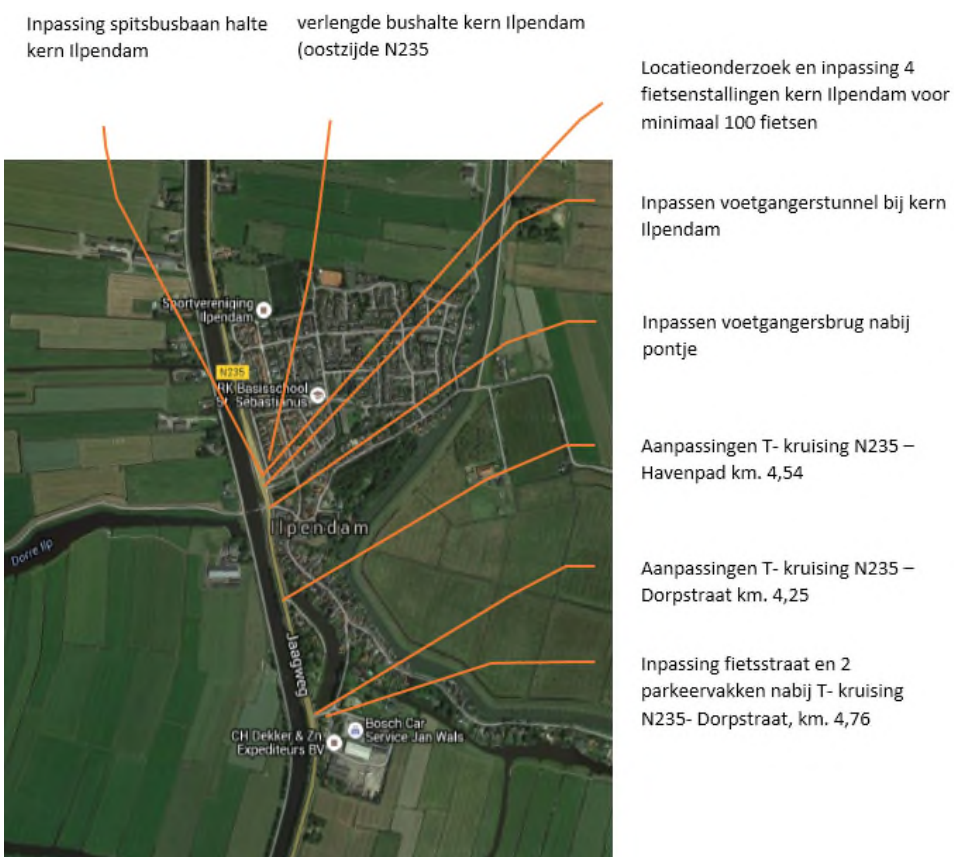 Inpassing spitsbusbaan halte
kern Ilpendam
verlengde bushalte kern Ilpendam
(oostzijde N235
Locatieonderzoek en inpassing 4
fietsenstallingen kern Ilpendam voor
minimaal 100 fietsen
Inpassen voetgangerstunnel bij kern
Ilpendam
Inpassen voetgangersbrug nabij
pontje
Aanpassingen T- kruising N235 –
Havenpad km. 4,54
Aanpassingen T- kruising N235 –
Dorpstraat km. 4,25
Inpassing fietsstraat en 2
parkeervakken nabij T- kruising
N235- Dorpstraat, km. 4,76
Sportvereniging
Ilpendam
N235
RK Basisschool
St. Sebastianus
Ilpendam
Dorre Ilp
Jaagweg
CH Dekker & Zn
Expediteurs BV
Bosch Car
Service Jan Wals